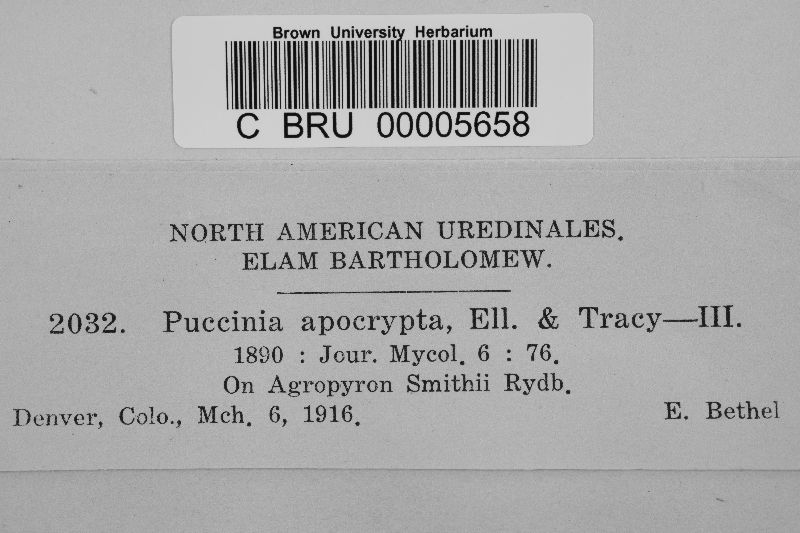 Brown University Herbarium
C BRU 00005658
NORTH AMERICAN UREDINALES.
ELAM BARTHOLOMEW.
2032. Puccinia apocrypta, Ell. & Tracy—III.
1890 : Jour. Mycol. 6 : 76.
On Agropyron Smithii Rydb.
Denver, Colo., Mch. 6, 1916. E. Bethel